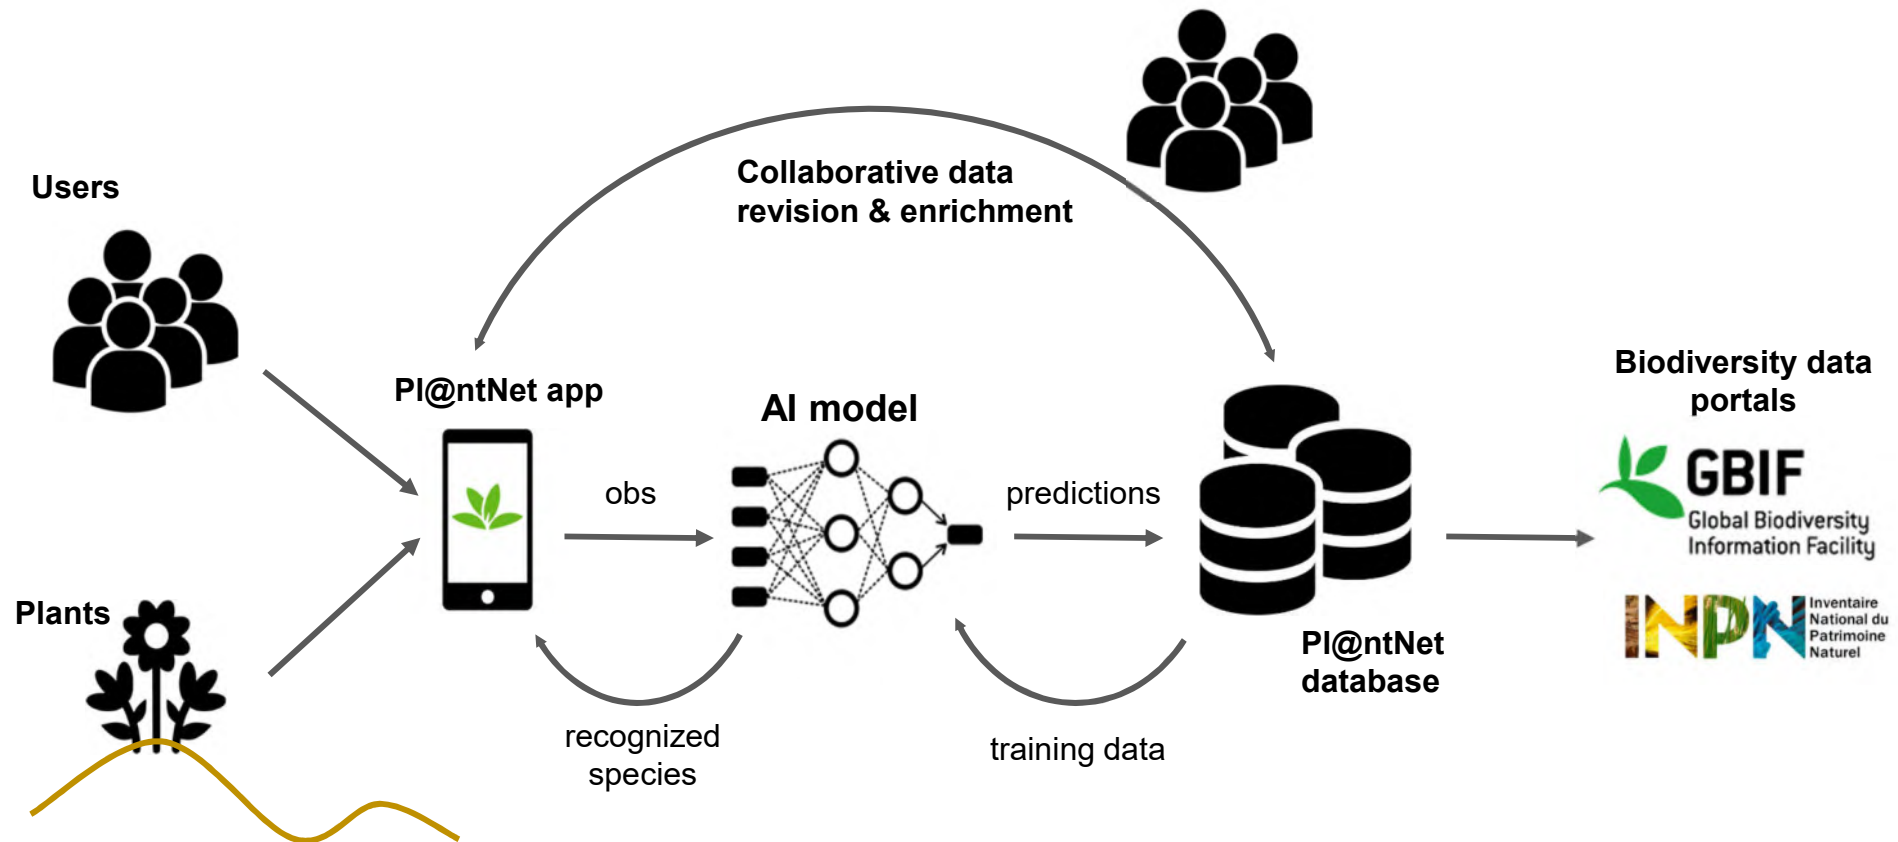 Users
Collaborative data
revision & enrichment
Pl@ntNet app
AI model
Biodiversity data
portals
obs
predictions
GBIF
Global Biodiversity
Information Facility
Plants
INPN
Inventaire
National du
Patrimoine
Naturel
Pl@ntNet
database
recognized
species
training data